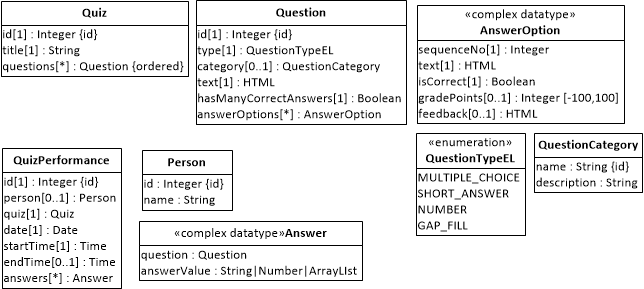 Quiz
id[1] : Integer {id}
title[1] : String
questions[*] : Question {ordered}
Question
id[1] : Integer {id}
type[1] : QuestionTypeEL
category[0..1] : QuestionCategory
text[1] : HTML
hasManyCorrectAnswers[1] : Boolean
answerOptions[*] : AnswerOption
«complex datatype»
AnswerOption
sequenceNo[1] : Integer
text[1] : HTML
isCorrect[1] : Boolean
gradePoints[0..1] : Integer [-100,100]
feedback[0..1] : HTML
QuizPerformance
id[1] : Integer {id}
person[0..1] : Person
quiz[1] : Quiz
date[1] : Date
startTime[1] : Time
endTime[0..1] : Time
answers[*] : Answer
Person
id : Integer {id}
name : String
«complex datatype»Answer
question : Question
answerValue : String|Number|ArrayLIst
«enumeration»
QuestionTypeEL
MULTIPLE_CHOICE
SHORT_ANSWER
NUMBER
GAP_FILL
QuestionCategory
name : String {id}
description : String